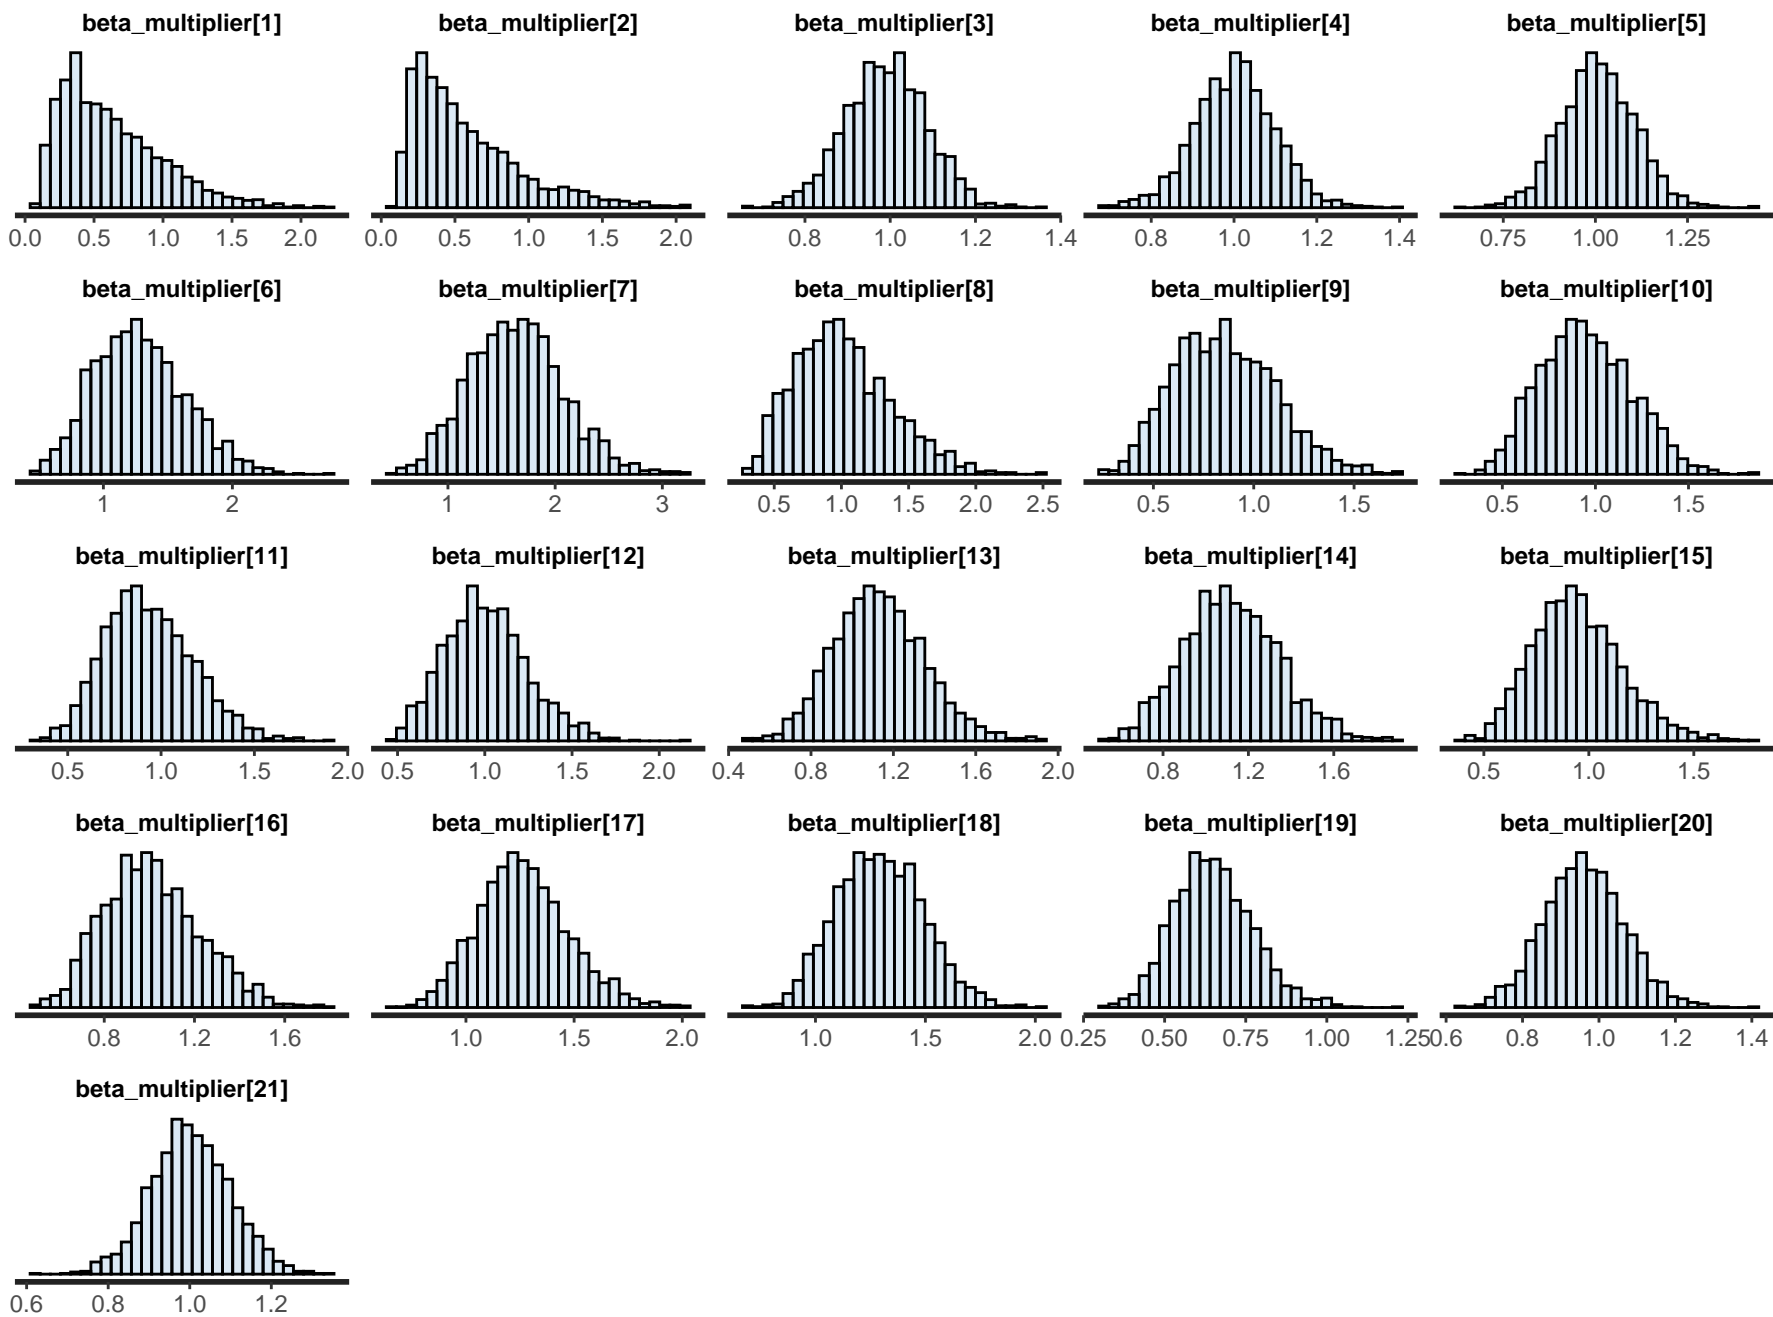 beta_multiplier[1] beta_multiplier[2] beta_multiplier[3] beta_multiplier[4] beta_multiplier[5]
0.0 0.5 1.0 1.5 2.0 0.0 0.5 1.0 1.5 2.0 0.8 1.0 1.2 1.4 0.8 1.0 1.2 1.4 0.75 1.00 1.25
beta_multiplier[6] beta_multiplier[7] beta_multiplier[8] beta_multiplier[9] beta_multiplier[10]
1 2 1 2 3 0.5 1.0 1.5 2.0 2.5 0.5 1.0 1.5 0.5 1.0 1.5
beta_multiplier[11] beta_multiplier[12] beta_multiplier[13] beta_multiplier[14] beta_multiplier[15]
0.5 1.0 1.5 2.0 0.5 1.0 1.5 2.0 0.4 0.8 1.2 1.6 2.0 0.8 1.2 1.6 0.5 1.0 1.5
beta_multiplier[16] beta_multiplier[17] beta_multiplier[18] beta_multiplier[19] beta_multiplier[20]
0.8 1.2 1.6 1.0 1.5 2.0 1.0 1.5 2.0 0.25 0.50 0.75 1.00 1.25 0.6 0.8 1.0 1.2 1.4
beta_multiplier[21]
0.6 0.8 1.0 1.2